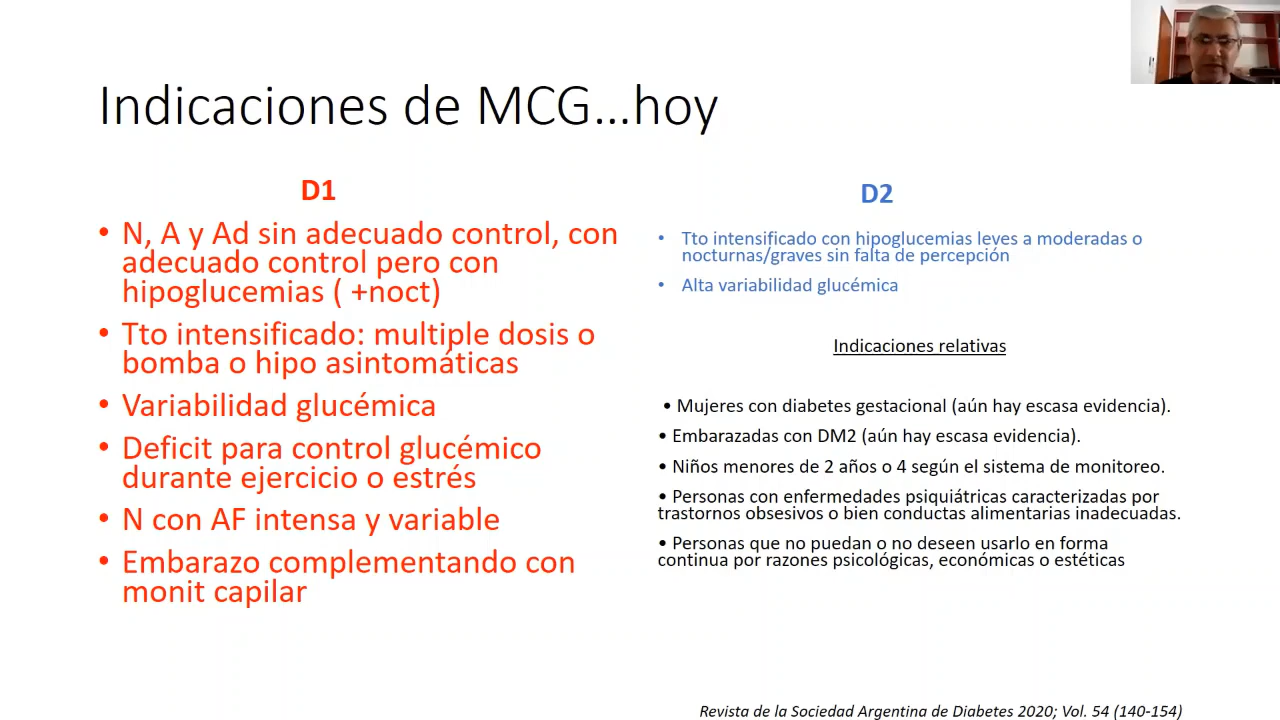 Indicaciones de MCG...hoy
D1
• N, A y Ad sin adecuado control, con
adecuado control pero con
hipoglucemias ( +noct)
• Tto intensificado: multiple dosis o
bomba o hipo asintomáticas
• Variabilidad glucémica
• Deficit para control glucémico
durante ejercicio o estrés
• N con AF intensa y variable
• Embarazo complementando con
monit capilar
D2
• Tto intensificado con hipoglucemias leves a moderadas o
nocturnas/graves sin falta de percepción
• Alta variabilidad glucémica
Indicaciones relativas
• Mujeres con diabetes gestacional (aún hay escasa evidencia).
• Embarazadas con DM2 (aún hay escasa evidencia).
• Niños menores de 2 años o 4 según el sistema de monitoreo.
• Personas con enfermedades psiquiátricas caracterizadas por
trastornos obsesivos o bien conductas alimentarias inadecuadas.
• Personas que no puedan o no deseen usarlo en forma
continua por razones psicológicas, económicas o estéticas
Revista de la Sociedad Argentina de Diabetes 2020; Vol. 54 (140-154)